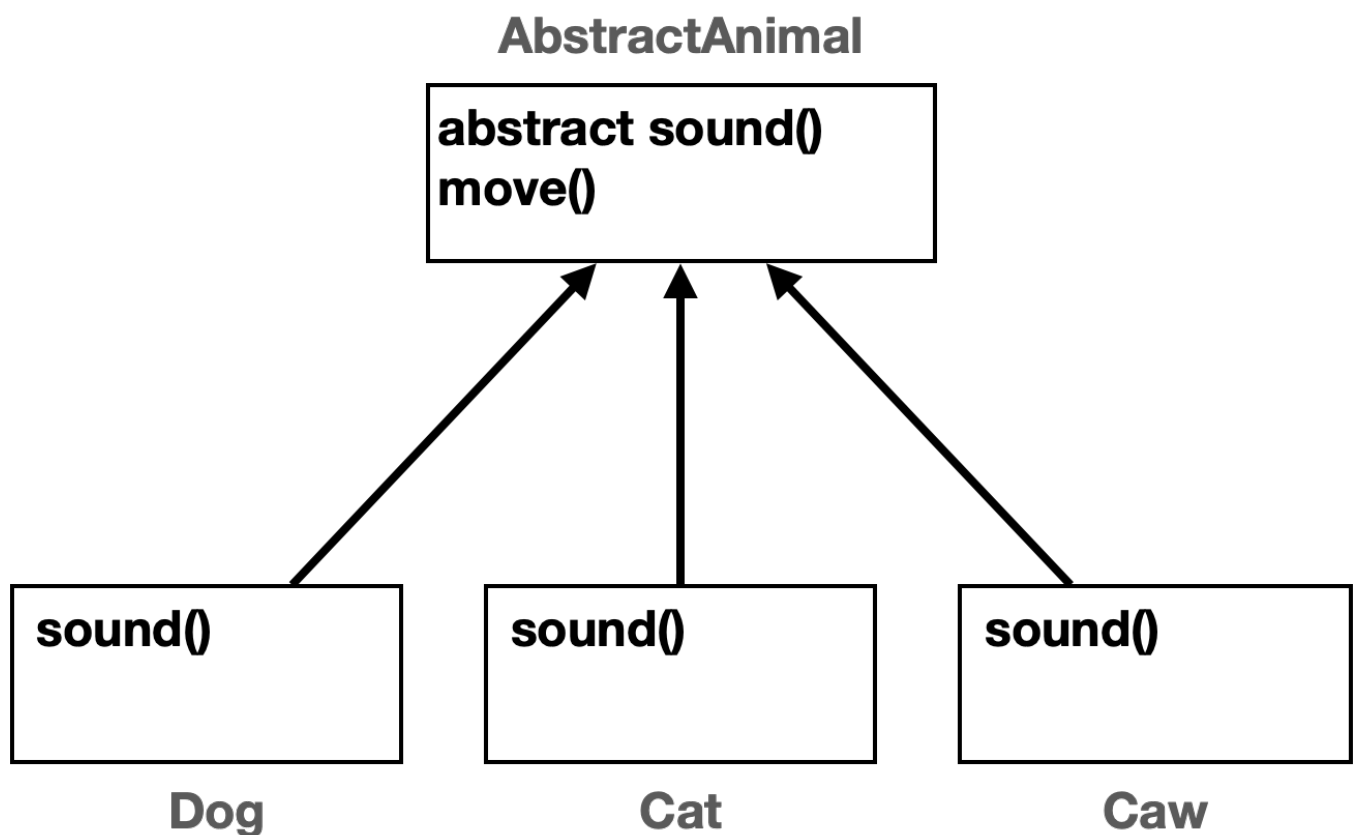 AbstractAnimal
abstract sound()
move()
sound()
sound()
sound()
Dog
Cat
Caw